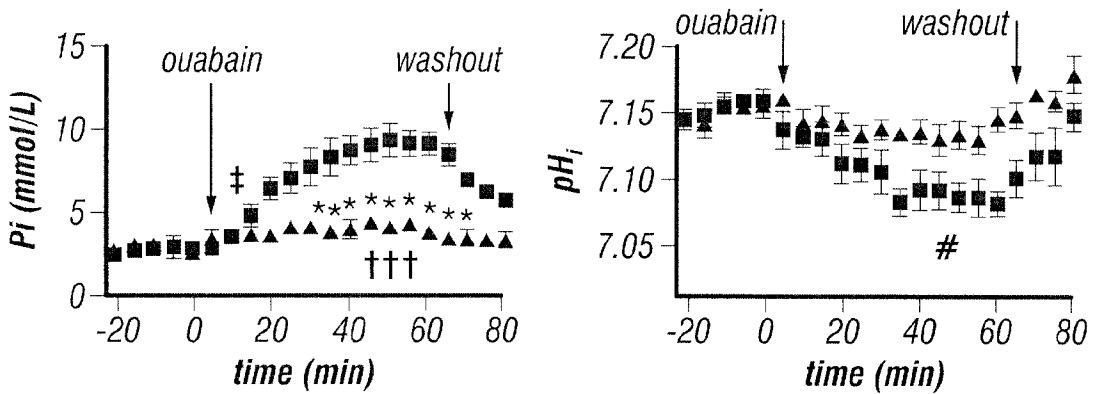 15
10
5
0
Pi (mmol/L)
ouabain
washout
‡
* * * * * * * *
†††
-20 0 20 40 60 80
time (min)
7.20
7.15
7.10
7.05
pHi
ouabain
washout
#
-20 0 20 40 60 80
time (min)